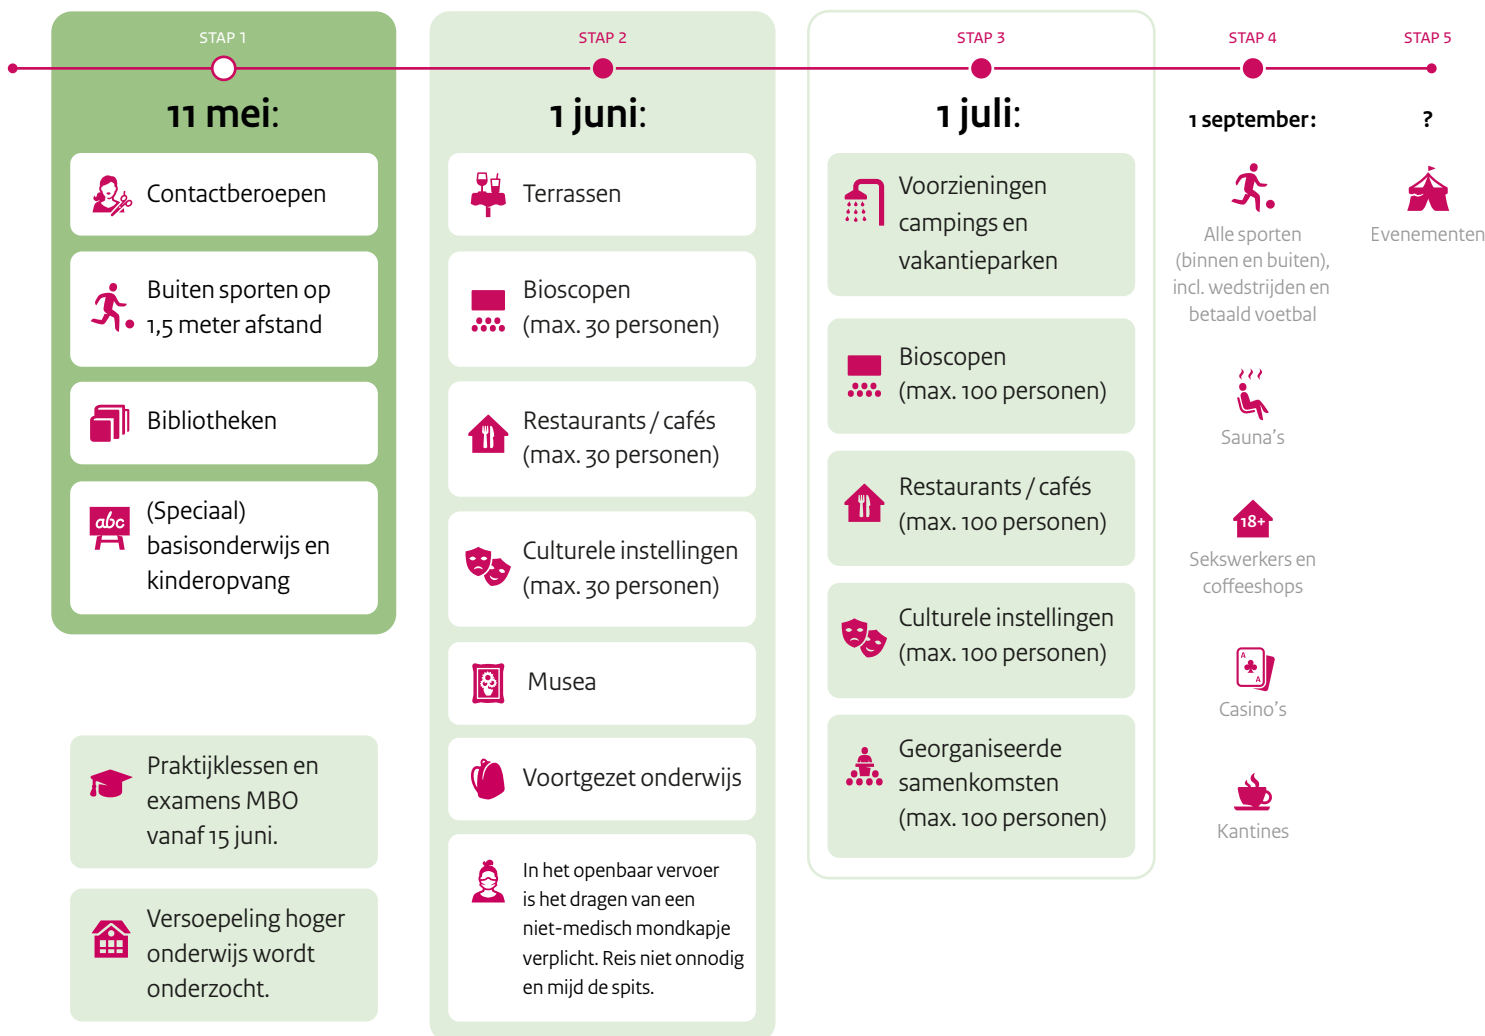 STAP 1
11 mei:
Contactberoepen
Buiten sporten op
1,5 meter afstand
Bibliotheken
abc
(Speciaal)
basisonderwijs en
kinderopvang
Praktijklessen en
examens MBO
vanaf 15 juni.
Versoepeling hoger
onderwijs wordt
onderzocht.
STAP 2
1 juni:
Terrassen
Bioscopen
(max. 30 personen)
Restaurants / cafés
(max. 30 personen)
Culturele instellingen
(max. 30 personen)
Musea
Voortgezet onderwijs
In het openbaar vervoer
is het dragen van een
niet-medisch mondkapje
verplicht. Reis niet onnodig
en mijd de spits.
STAP 3
1 juli:
Voorzieningen
campings en
vakantieparken
Bioscopen
(max. 100 personen)
Restaurants / cafés
(max. 100 personen)
Culturele instellingen
(max. 100 personen)
Georganiseerde
samenkomsten
(max. 100 personen)
STAP 4
1 september:
Alle sporten
(binnen en buiten),
incl. wedstrijden en
betaald voetbal
Sauna's
18+
Sekswerkers en
coffeeshops
A
A
Casino's
Kantines
STAP 5
?
Evenementen